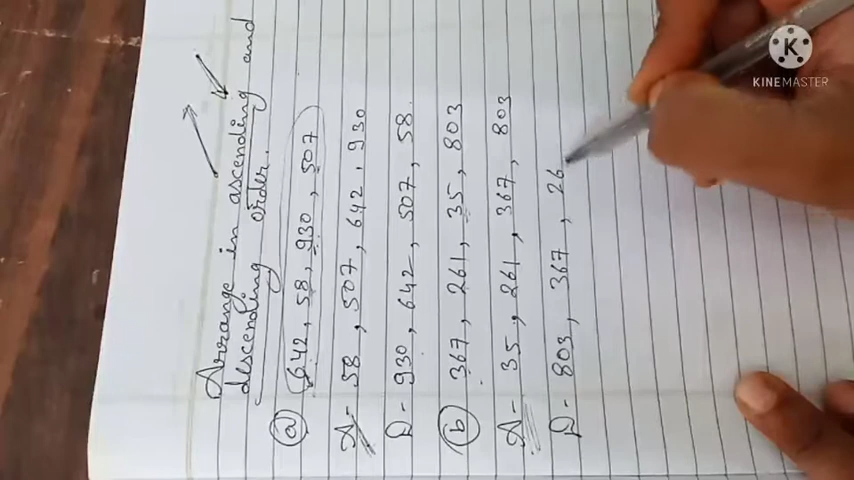 Arrange in ascending and
descending order.
(a) 642, 58, 930, 507
A- 58, 507, 642, 930
D- 930, 642, 507, 58.
(b) 367, 261, 35, 803
A- 35, 261, 367, 803
D- 803, 367, 26
K
KINEMASTER